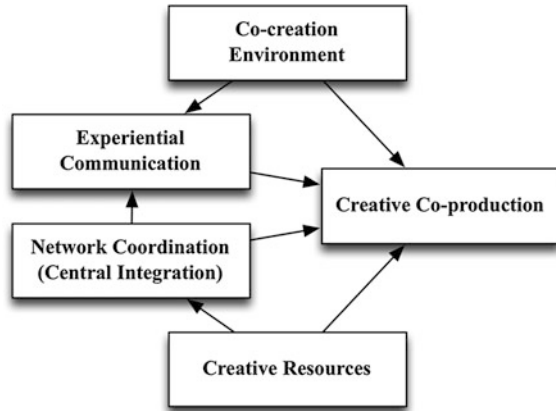 Co-creation
Environment
Experiential
Communication
Creative Co-production
Network Coordination
(Central Integration)
Creative Resources